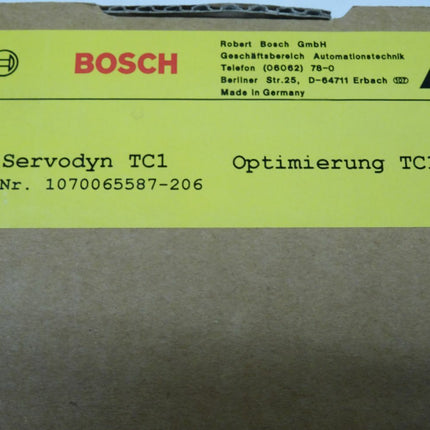 BOSCH
Robert Bosch GmbH
Geschäftsbereich Automationstechnik
Telefon (06062) 78-0
Berliner Str.25, D-64711 Erbach
Made in Germany
Servodyn TC1 Optimierung TC1
Nr. 1070065587-206